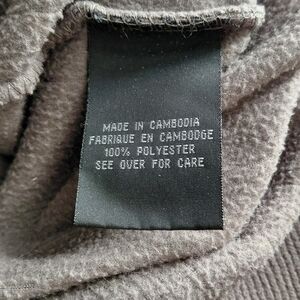 MADE IN CAMBODIA
FABRIQUE EN CAMBODGE
100% POLYESTER
SEE OVER FOR CARE